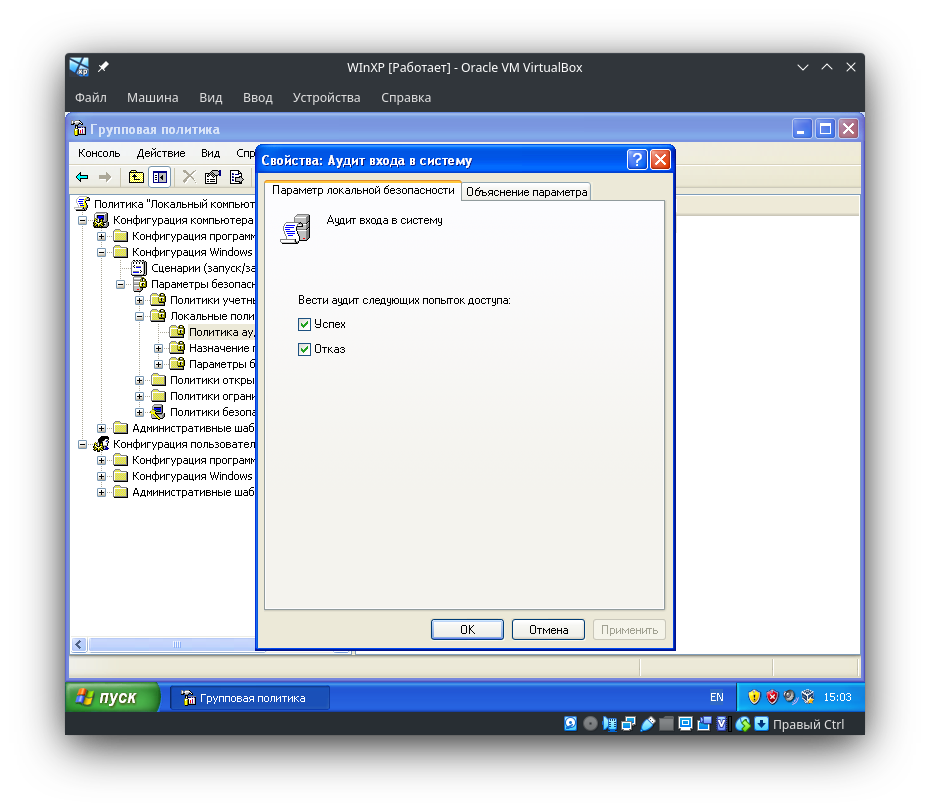 WInXP [Работает] - Oracle VM VirtualBox
Файл Машина Вид Ввод Устройства Справка
Групповая политика
Консоль Действие Вид Спр
Свойства: Аудит входа в систему
Параметр локальной безопасности Объяснение параметра
Аудит входа в систему
Вести аудит следующих попыток доступа:
Успех
Отказ
OK Отмена Применить
Политика "Локальный компьют
Конфигурация компьютера
Конфигурация програм
Конфигурация Windows
Сценарии (запуск/за
Параметры безопасн
Политики учетн
Локальные поли
Политика ау
Назначение
Параметры б
Политики откры
Политики ограни
Политики безопа
Административные шаб
Конфигурация пользовател
Конфигурация програм
Конфигурация Windows
Административные шаб
пуск Групповая политика EN 15:03
Правый Ctrl